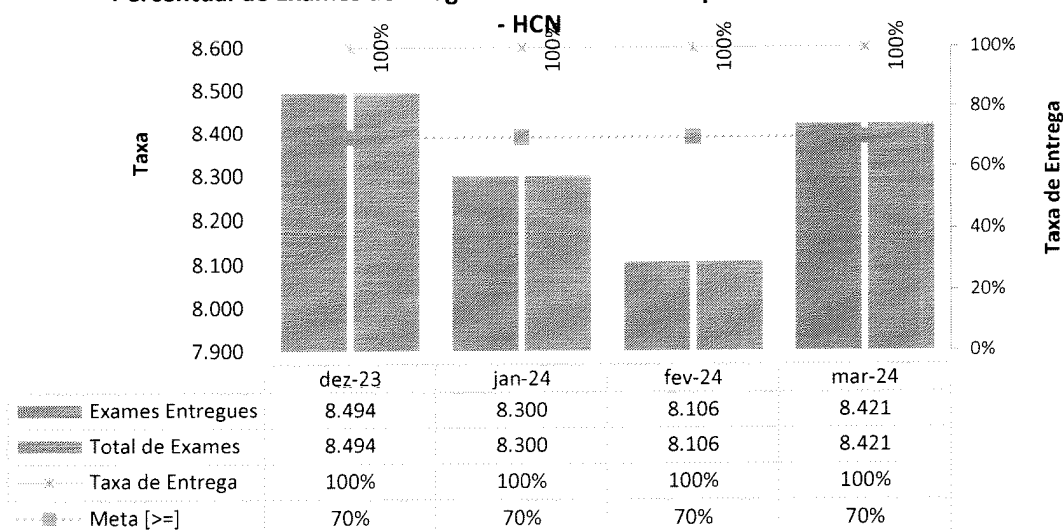 - HCN
8.600
8.500
8.400
8.300
8.200
8.100
8.000
7.900
Taxa
100%
100%
100%
100%
100%
80%
60%
40%
20%
0%
Taxa de Entrega
dez-23 jan-24 fev-24 mar-24
Exames Entregues 8.494 8.300 8.106 8.421
Total de Exames 8.494 8.300 8.106 8.421
Taxa de Entrega 100% 100% 100% 100%
Meta [>=] 70% 70% 70% 70%